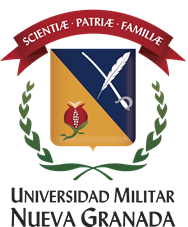 SCIENTIÆ · PATRIÆ · FAMILIÆ
UNIVERSIDAD MILITAR
NUEVA GRANADA